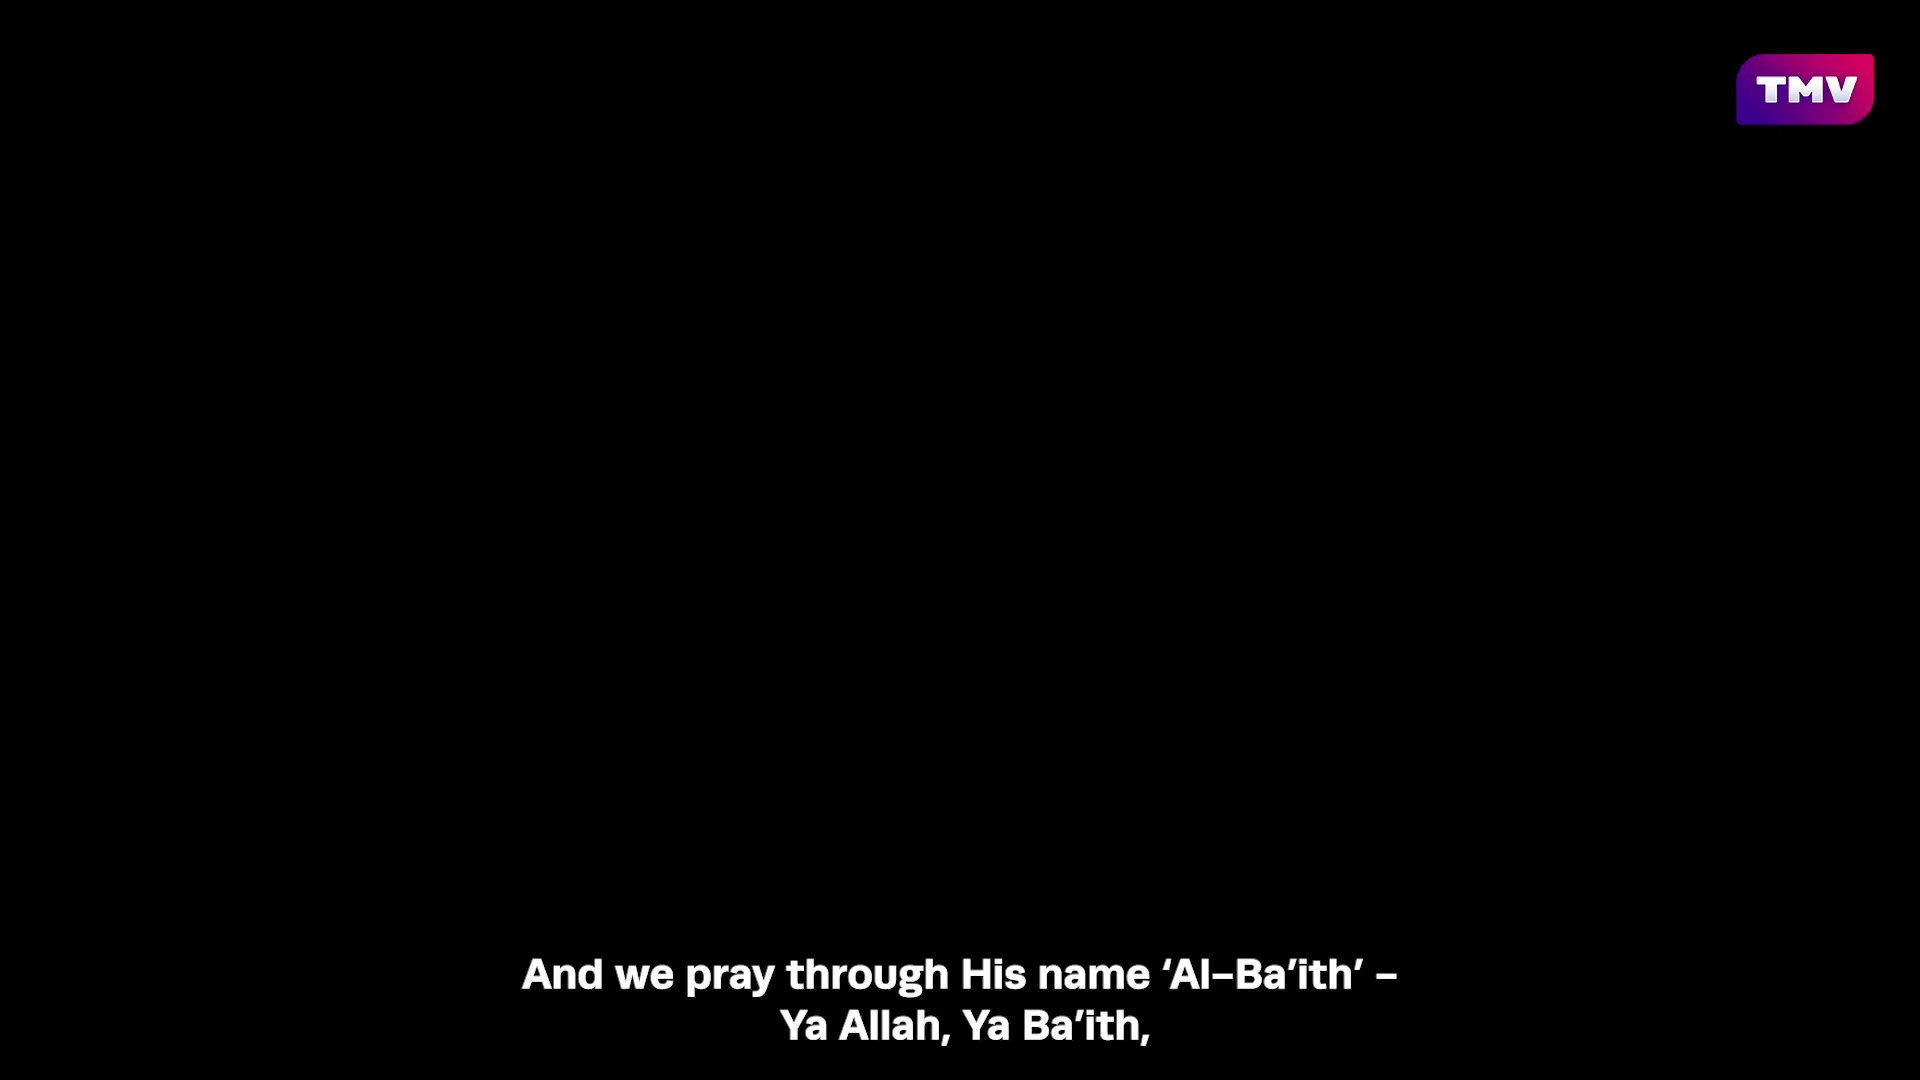 TMV
And we pray through His name ‘Al–Ba’ith’ –
Ya Allah, Ya Ba’ith,